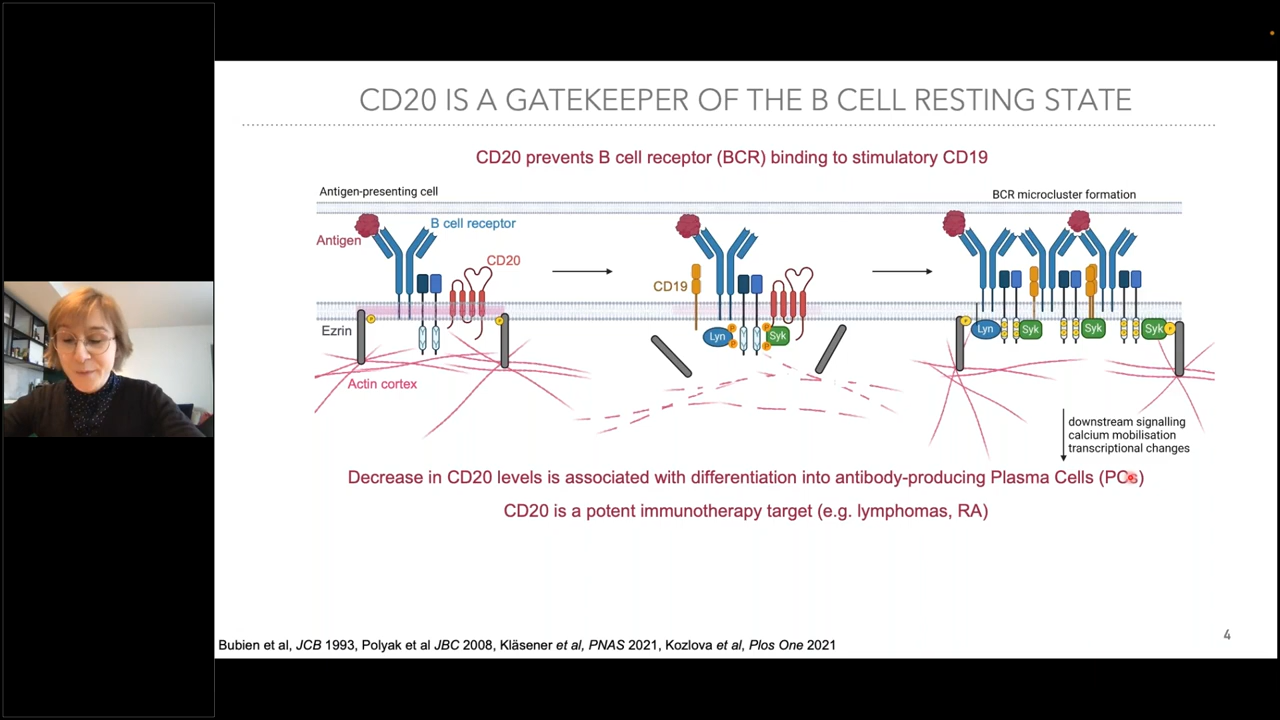 CD20 IS A GATEKEEPER OF THE B CELL RESTING STATE
CD20 prevents B cell receptor (BCR) binding to stimulatory CD19
Antigen-presenting cell
BCR microcluster formation
B cell receptor
Antigen
CD20
CD19
Ezrin
P
P
Lyn
P
P
P
P
Syk
P
Lyn
Syk
Syk
Syk
P
Actin cortex
downstream signalling
calcium mobilisation
transcriptional changes
Decrease in CD20 levels is associated with differentiation into antibody-producing Plasma Cells (PCs)
CD20 is a potent immunotherapy target (e.g. lymphomas, RA)
4
Bubien et al, JCB 1993, Polyak et al JBC 2008, Kläsener et al, PNAS 2021, Kozlova et al, Plos One 2021